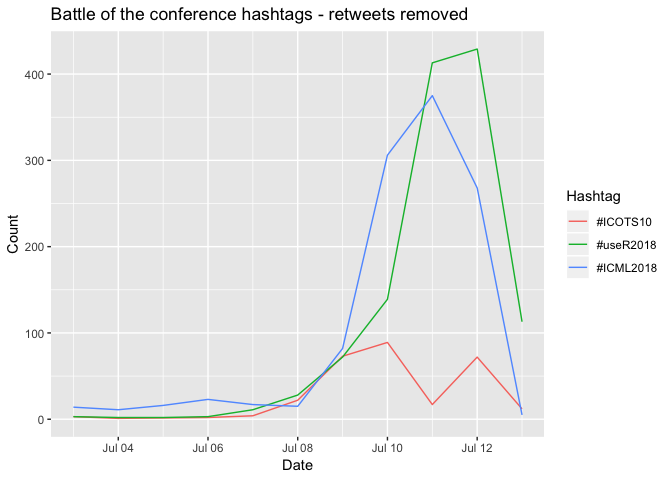 Battle of the conference hashtags - retweets removed
400
300
200
100
0
Count
Jul 04
Jul 06
Jul 08
Jul 10
Jul 12
Date
Hashtag
#ICOTS10
#useR2018
#ICML2018